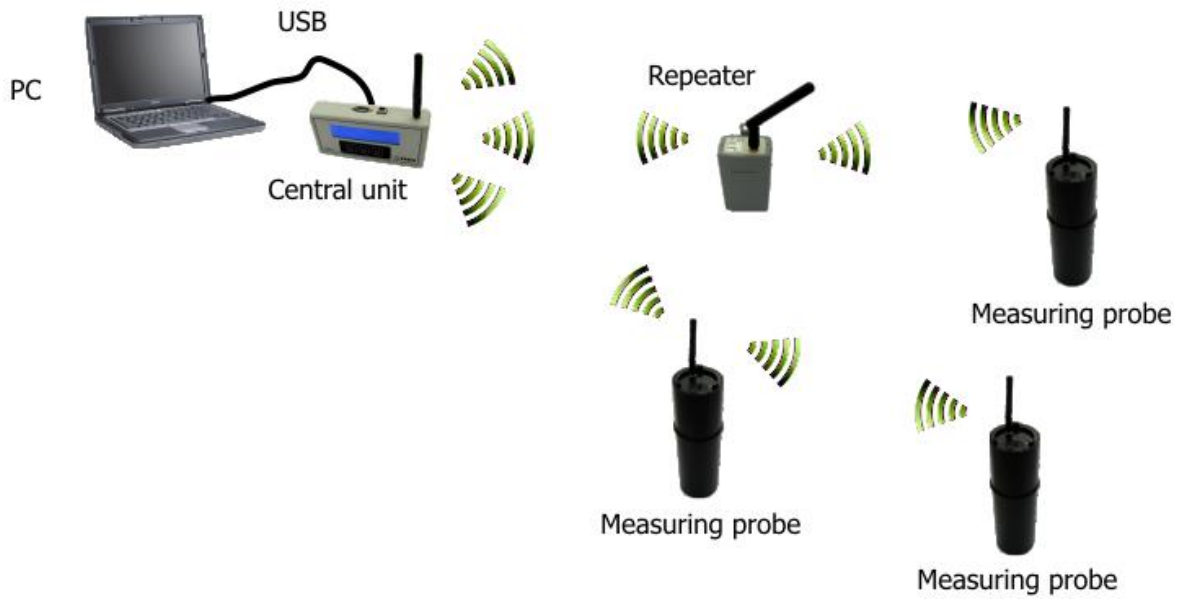 USB
PC
Central unit
Repeater
Measuring probe
Measuring probe
Measuring probe